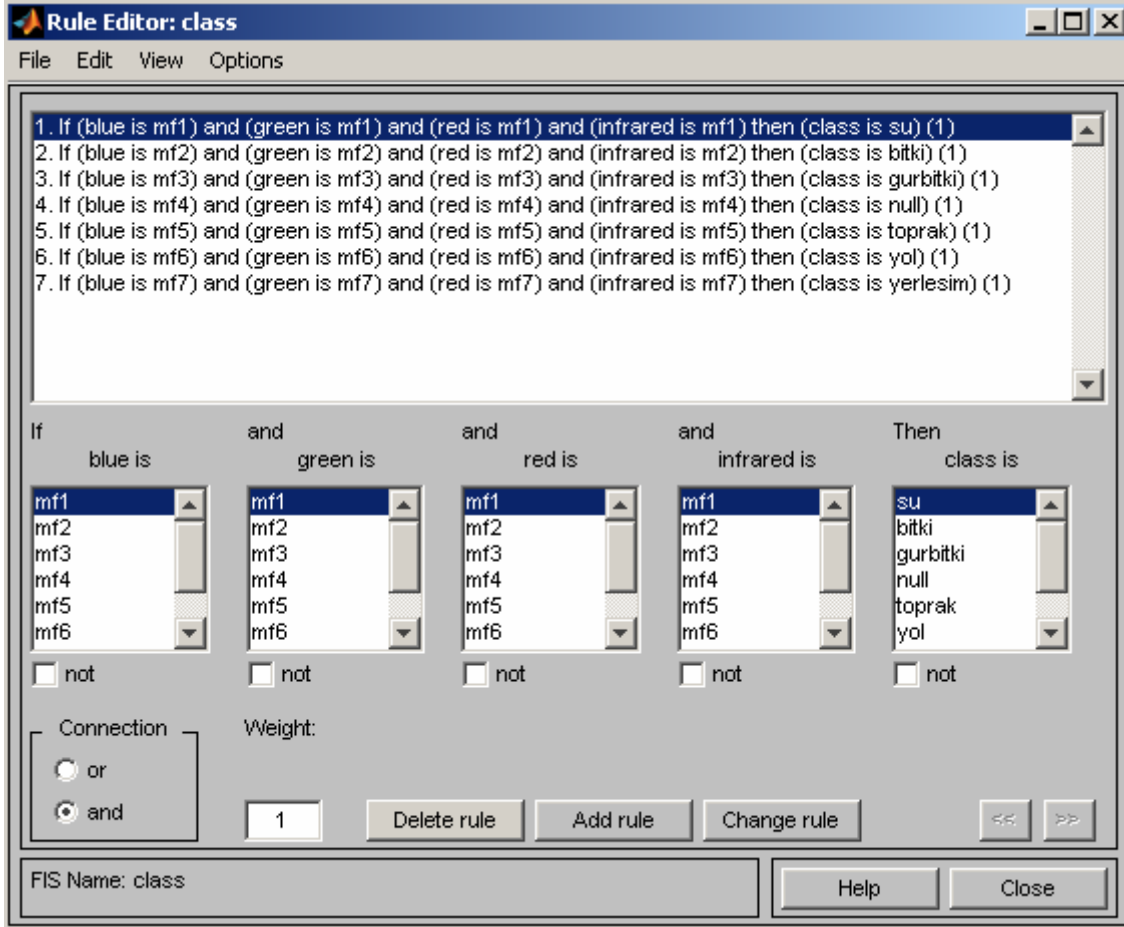 Rule Editor: class
File Edit View Options
1. If (blue is mf1) and (green is mf1) and (red is mf1) and (infrared is mf1) then (class is su) (1)
2. If (blue is mf2) and (green is mf2) and (red is mf2) and (infrared is mf2) then (class is bitki) (1)
3. If (blue is mf3) and (green is mf3) and (red is mf3) and (infrared is mf3) then (class is gurbitki) (1)
4. If (blue is mf4) and (green is mf4) and (red is mf4) and (infrared is mf4) then (class is null) (1)
5. If (blue is mf5) and (green is mf5) and (red is mf5) and (infrared is mf5) then (class is toprak) (1)
6. If (blue is mf6) and (green is mf6) and (red is mf6) and (infrared is mf6) then (class is yol) (1)
7. If (blue is mf7) and (green is mf7) and (red is mf7) and (infrared is mf7) then (class is yerlesim) (1)
If and and and Then
blue is green is red is infrared is class is
mf1 mf1 mf1 mf1 su
mf2 mf2 mf2 mf2 bitki
mf3 mf3 mf3 mf3 gurbitki
mf4 mf4 mf4 mf4 null
mf5 mf5 mf5 mf5 toprak
mf6 mf6 mf6 mf6 yol
not not not not not
Connection Weight:
or
and 1 Delete rule Add rule Change rule << >>
FIS Name: class Help Close